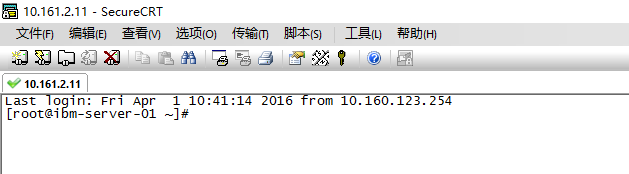 10.161.2.11 - SecureCRT
文件(F) 编辑(E) 查看(V) 选项(O) 传输(T) 脚本(S) 工具(L) 帮助(H)
10.161.2.11
Last login: Fri Apr  1 10:41:14 2016 from 10.160.123.254
[root@ibm-server-01 ~]#